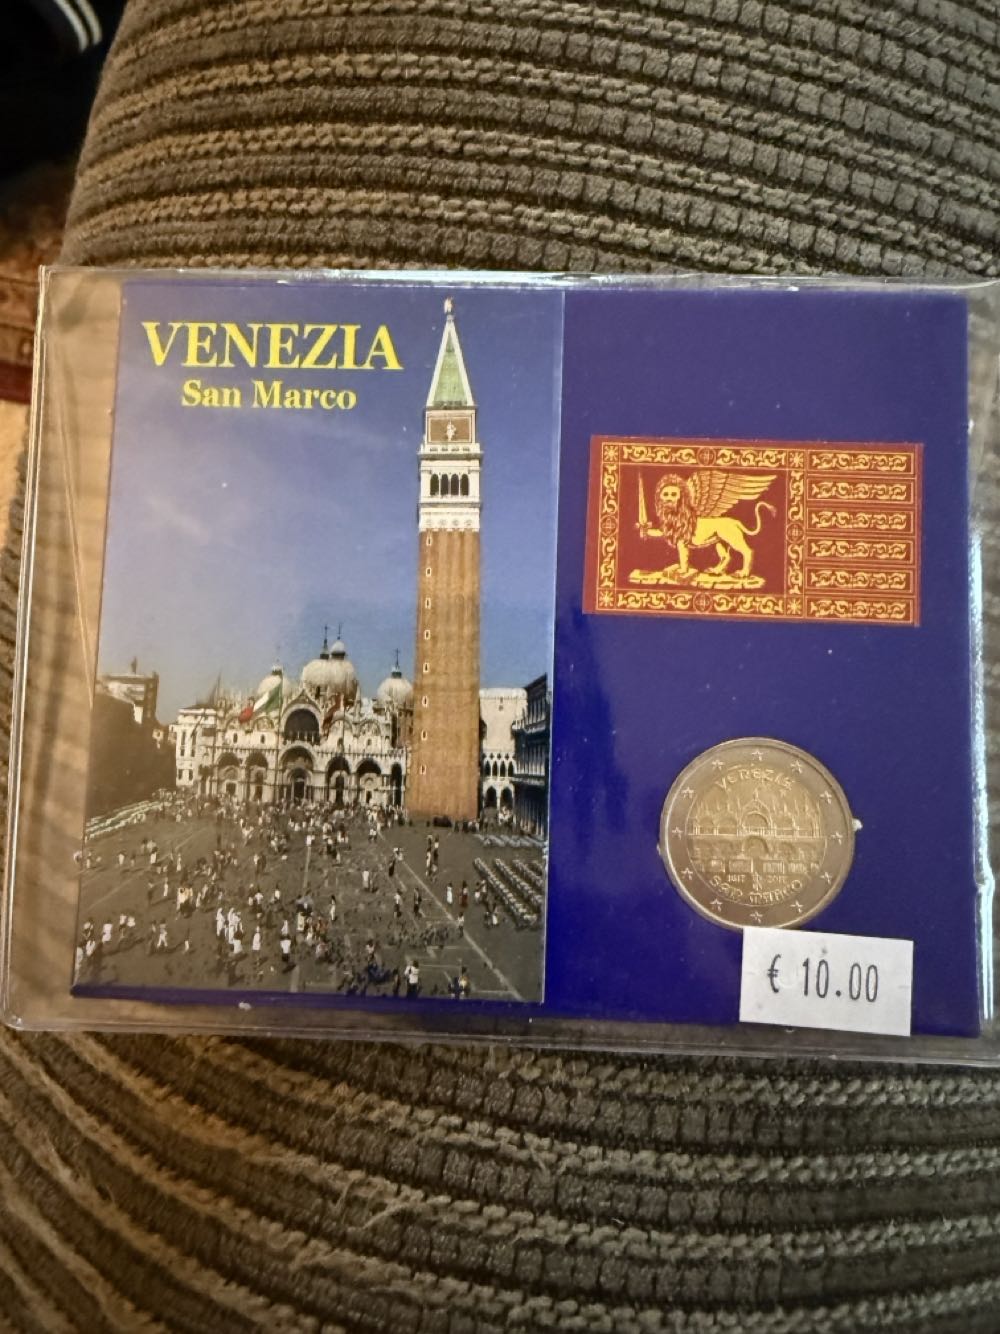 VENEZIA
San Marco
VENEZIA
1617 2017
SAN MARCO
€ 10.00